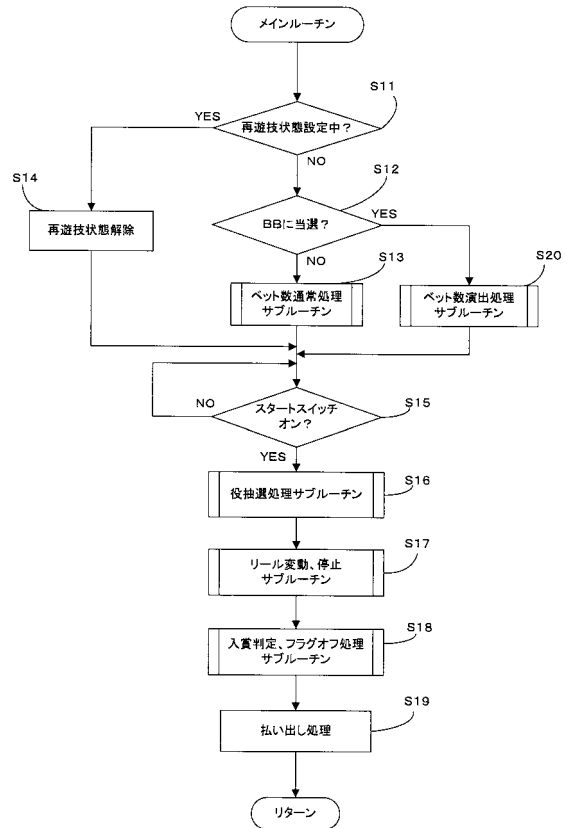 メインルーチン
S11
YES
再遊技状態設定中？
NO
S12
S14
BBに当選？
YES
再遊技状態解除
NO
S13
S20
ベット数通常処理
サブルーチン
ベット数演出処理
サブルーチン
NO
スタートスイッチ
オン？
S15
YES
S16
役抽選処理サブルーチン
S17
リール変動、停止
サブルーチン
S18
入賞判定、フラグオフ処理
サブルーチン
S19
払い出し処理
リターン